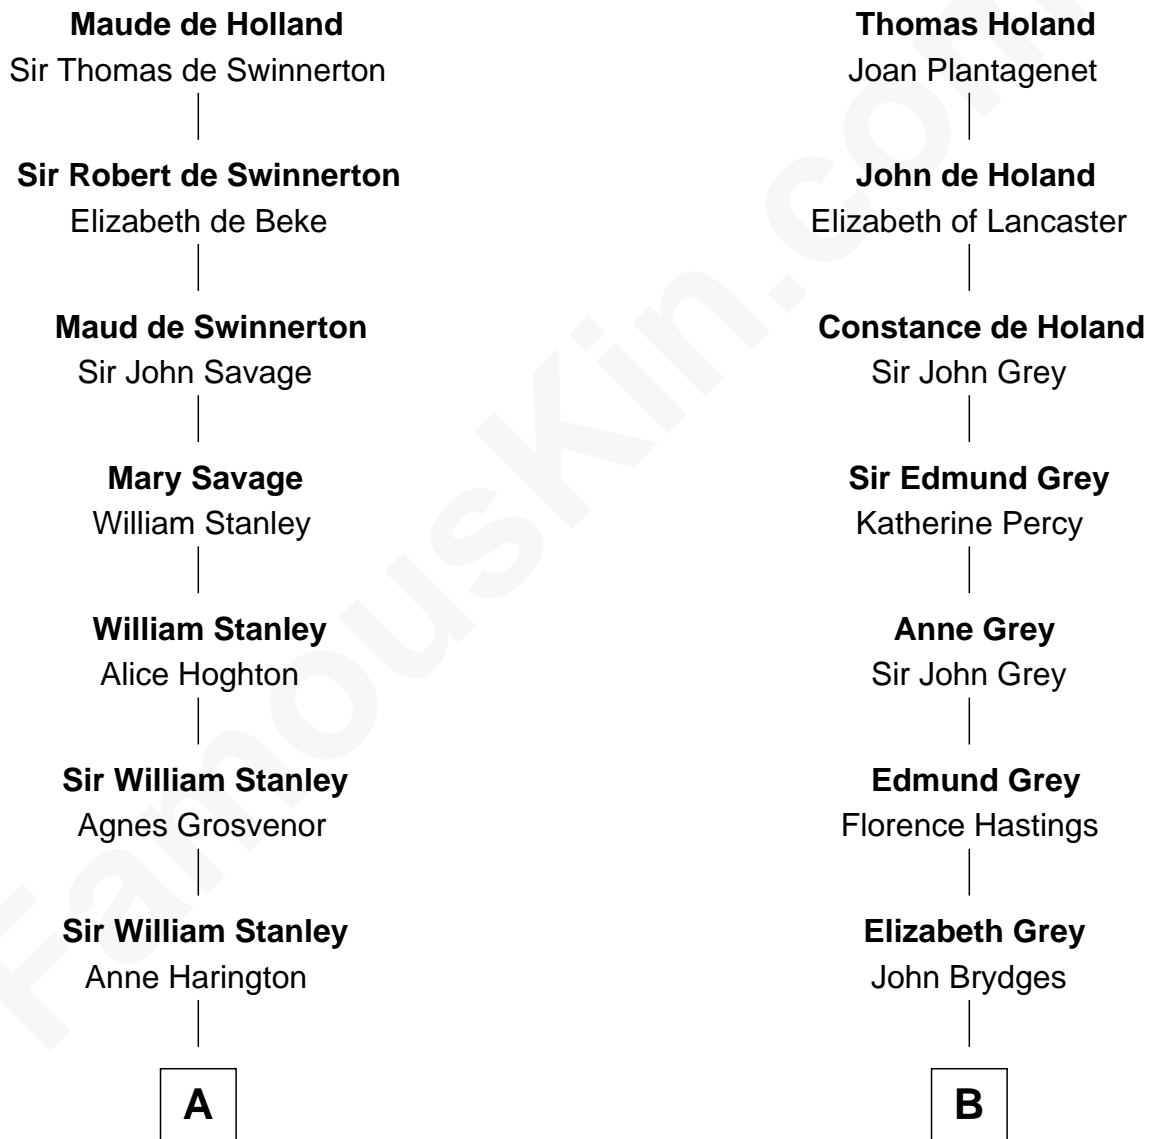 Maude de Holland
Sir Thomas de Swinnerton
Sir Robert de Swinnerton
Elizabeth de Beke
Maud de Swinnerton
Sir John Savage
Mary Savage
William Stanley
William Stanley
Alice Hoghton
Sir William Stanley
Agnes Grosvenor
Sir William Stanley
Anne Harington
A
Thomas Holand
Joan Plantagenet
John de Holand
Elizabeth of Lancaster
Constance de Holand
Sir John Grey
Sir Edmund Grey
Katherine Percy
Anne Grey
Sir John Grey
Edmund Grey
Florence Hastings
Elizabeth Grey
John Brydges
B
FamousKin.com